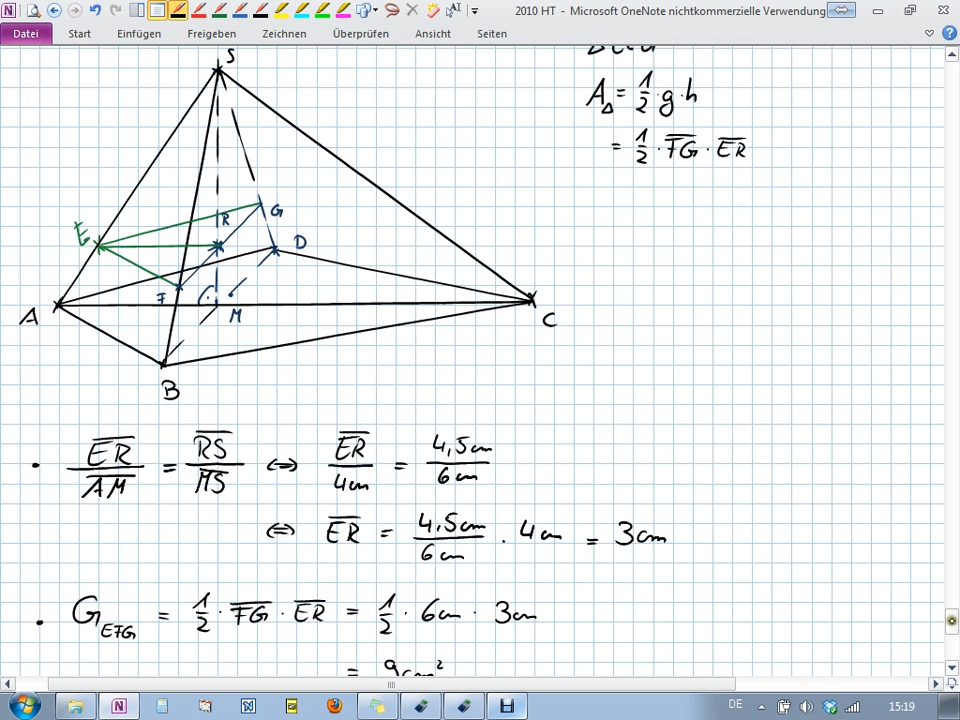 2010 HT - Microsoft OneNote nichtkommerzielle Verwendung
Datei Start Einfügen Freigeben Zeichnen Überprüfen Ansicht Seiten
S
A△ = 1/2 · g · h
= 1/2 · FG · ER
E
R
G
D
F
M
A
C
B
• ER/AM = RS/MS ⇔ ER/4cm = 4,5cm/6cm
⇔ ER = 4,5cm/6cm · 4cm = 3cm
• G EFG = 1/2 · FG · ER = 1/2 · 6cm · 3cm
= 9cm²
DE 15:19